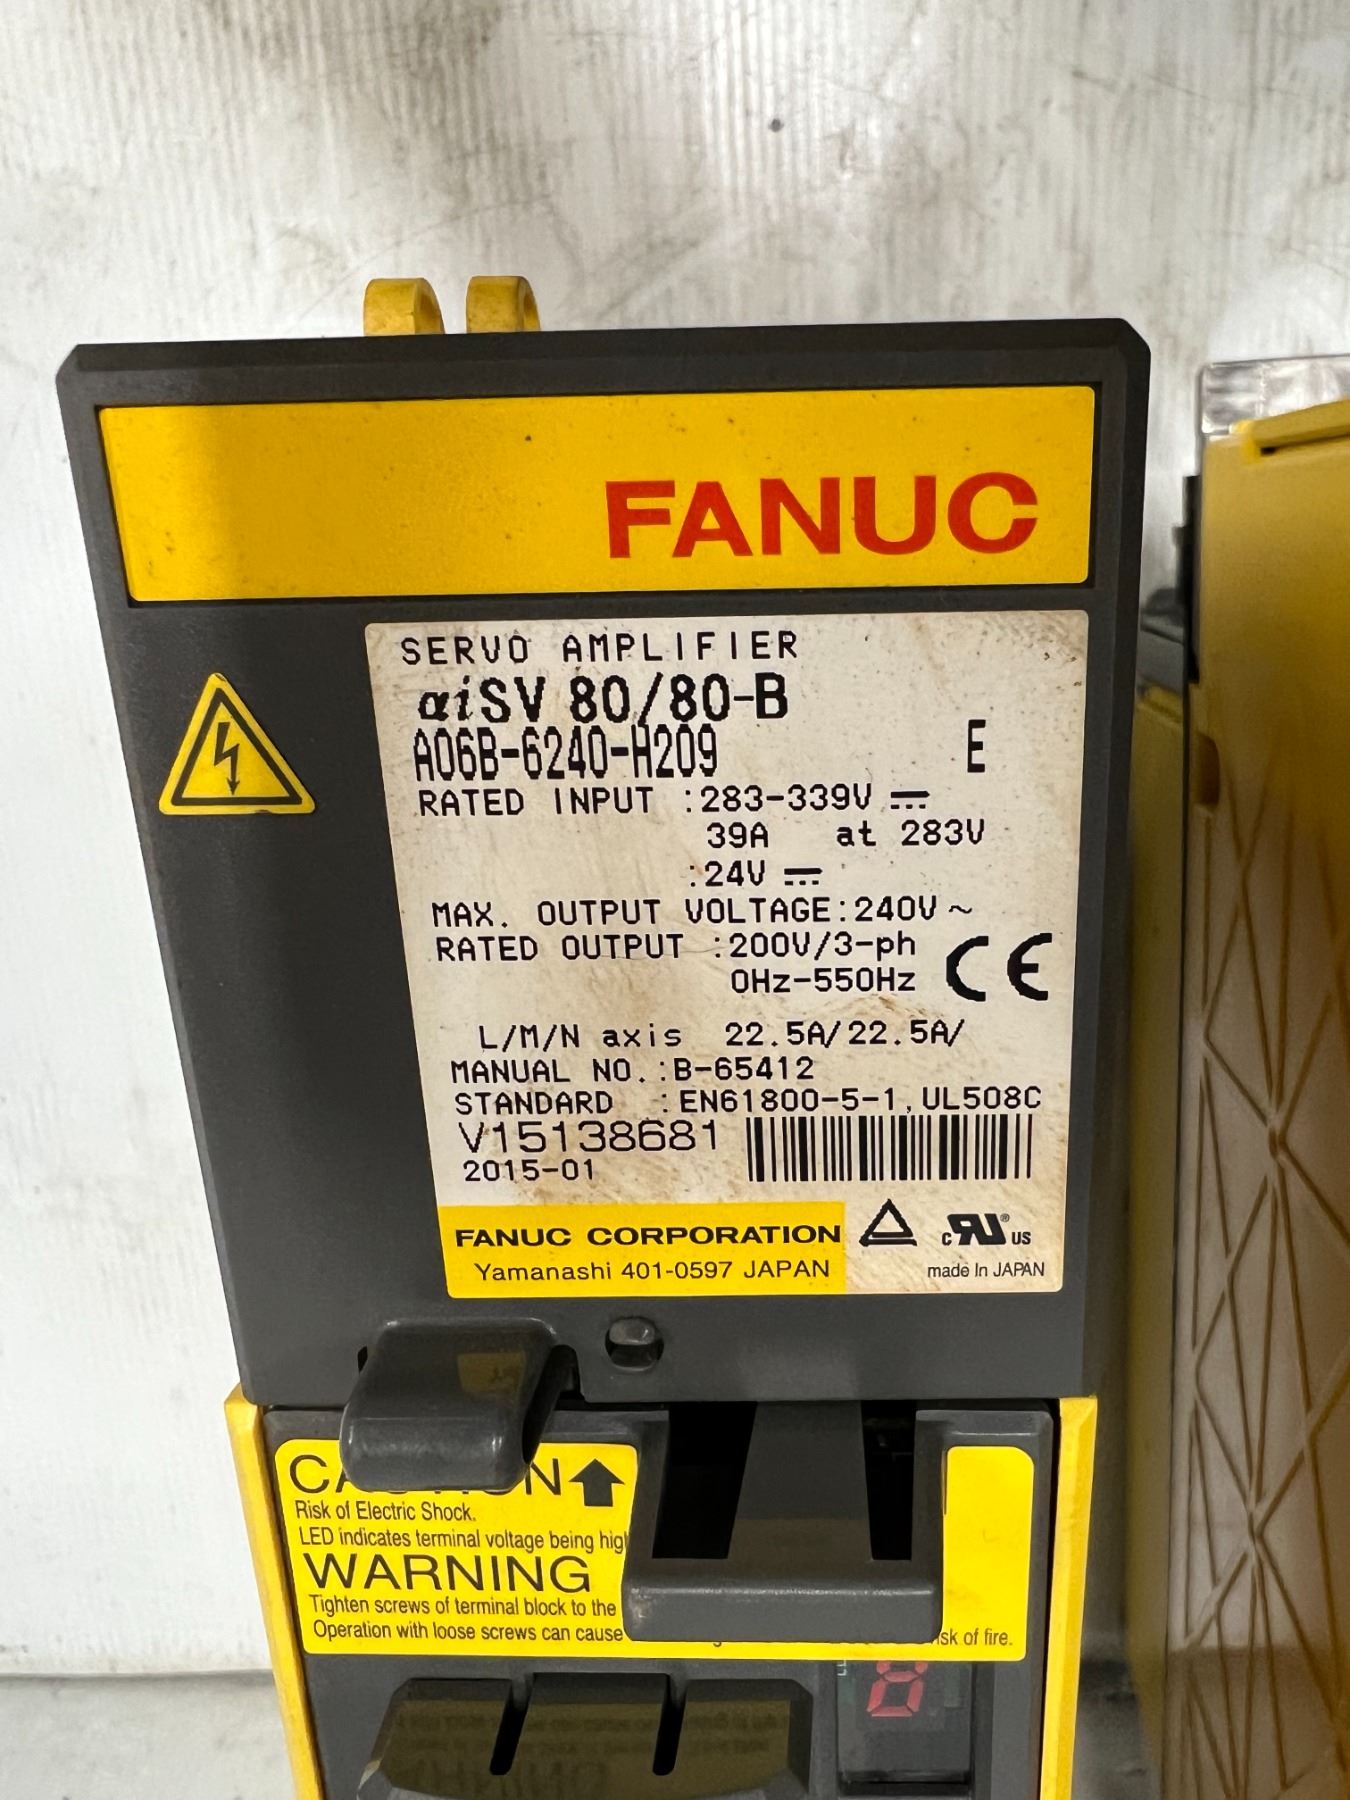 FANUC
SERVO AMPLIFIER
αiSV 80/80-B
A06B-6240-H209 E
RATED INPUT :283-339V ⎓
39A at 283V
:24V ⎓
MAX. OUTPUT VOLTAGE:240V ~
RATED OUTPUT :200V/3-ph
0Hz-550Hz
CE
L/M/N axis 22.5A/22.5A/
MANUAL NO.:B-65412
STANDARD :EN61800-5-1,UL508C
V15138681
2015-01
FANUC CORPORATION
Yamanashi 401-0597 JAPAN
c RU ® US
made In JAPAN
Risk of Electric Shock.
LED indicates terminal voltage being
WARNING
Tighten screws of terminal block to the
Operation with loose screws can cause of fire.
8